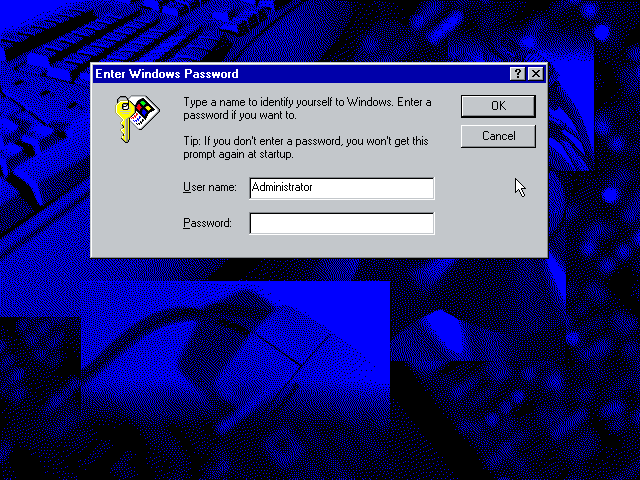 Enter Windows Password
Type a name to identify yourself to Windows. Enter a
password if you want to.
OK
Cancel
Tip: If you don't enter a password, you won't get this
prompt again at startup.
User name: Administrator
Password: